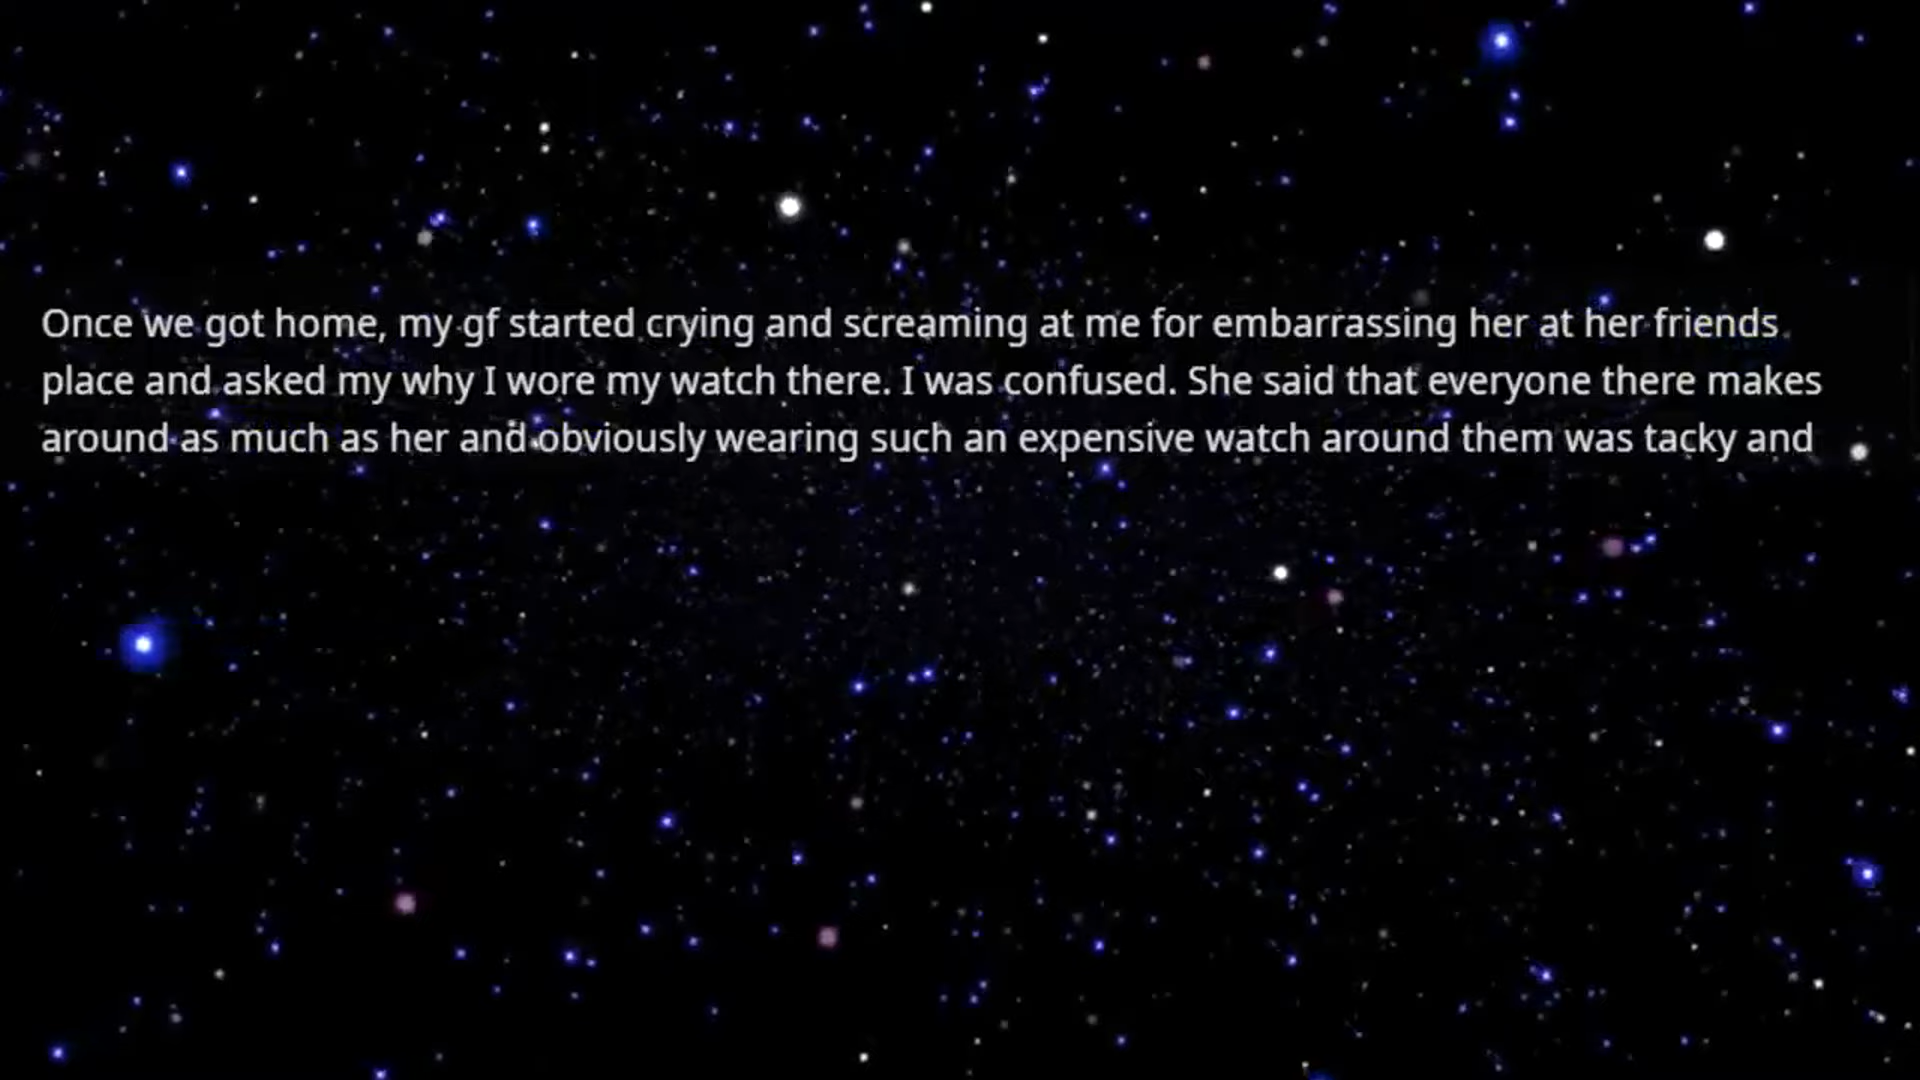 Once we got home, my gf started crying and screaming at me for embarrassing her at her friends
place and asked my why I wore my watch there. I was confused. She said that everyone there makes
around as much as her and obviously wearing such an expensive watch around them was tacky and